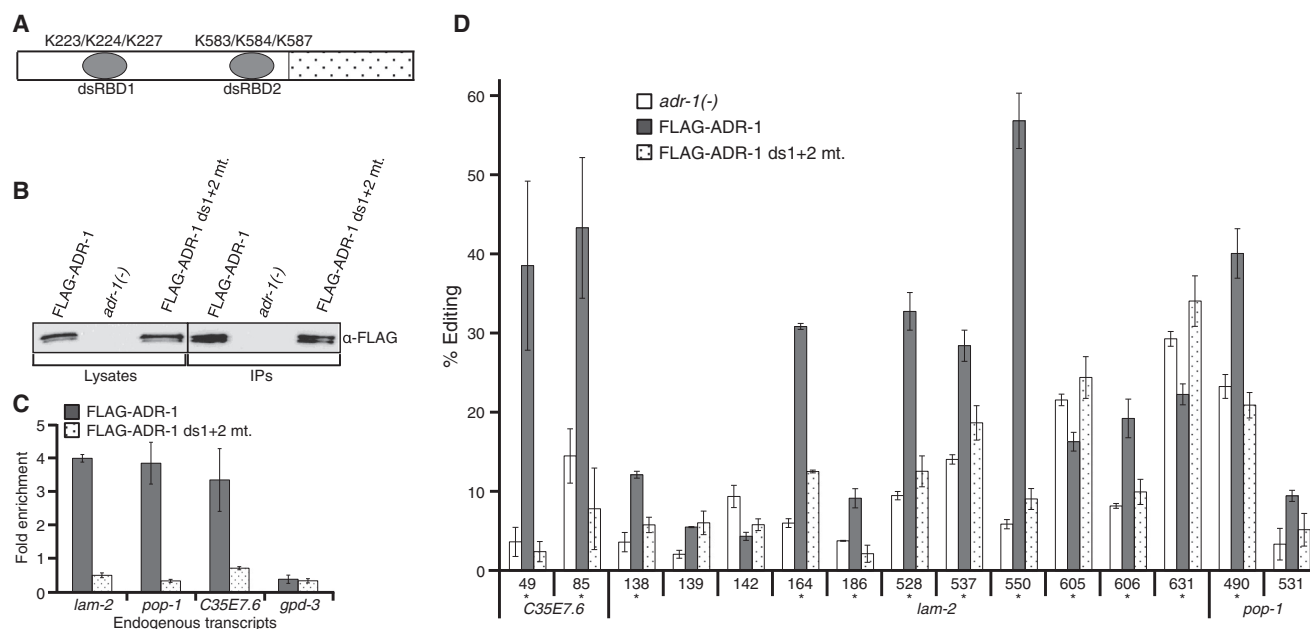 A
K223/K224/K227 K583/K584/K587
dsRBD1 dsRBD2
B
FLAG-ADR-1
adr-1(-)
FLAG-ADR-1 ds1+2 mt.
FLAG-ADR-1
adr-1(-)
FLAG-ADR-1 ds1+2 mt.
α-FLAG
Lysates IPs
C
FLAG-ADR-1
FLAG-ADR-1 ds1+2 mt.
Fold enrichment
5
4
3
2
1
0
lam-2 pop-1 C35E7.6 gpd-3
Endogenous transcripts
D
adr-1(-)
FLAG-ADR-1
FLAG-ADR-1 ds1+2 mt.
% Editing
60
50
40
30
20
10
0
49 85 138 139 142 164 186 528 537 550 605 606 631 490 531
* * * * * * * * * * * *
C35E7.6 lam-2 pop-1